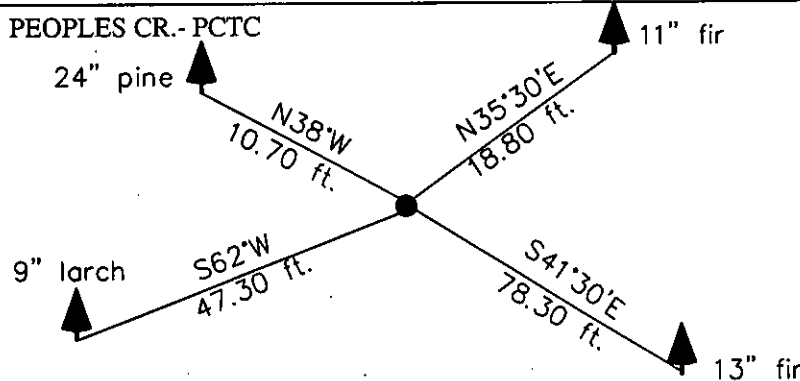 PEOPLES CR.- PCTC
11" fir
24" pine
N38°W
10.70 ft.
N35°30'E
18.80 ft.
9" larch
S62°W
47.30 ft.
S41°30'E
78.30 ft.
13" fir